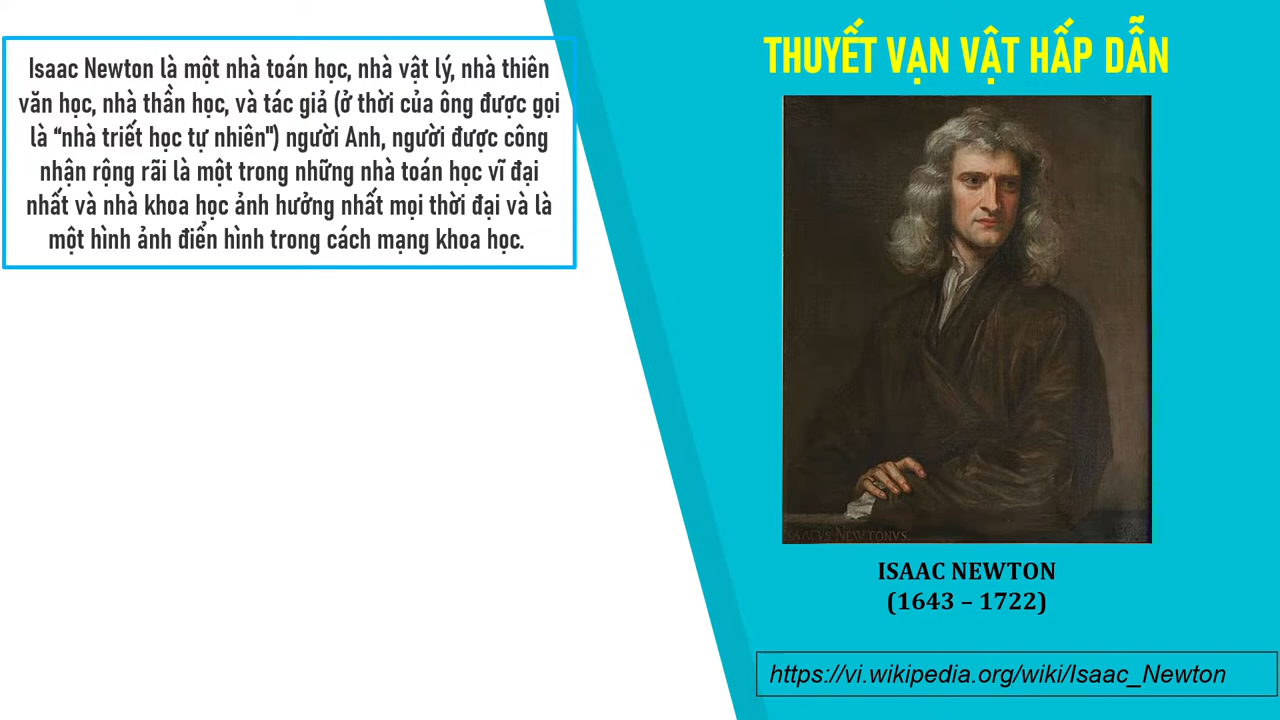 Isaac Newton là một nhà toán học, nhà vật lý, nhà thiên
văn học, nhà thần học, và tác giả (ở thời của ông được gọi
là “nhà triết học tự nhiên") người Anh, người được công
nhận rộng rãi là một trong những nhà toán học vĩ đại
nhất và nhà khoa học ảnh hưởng nhất mọi thời đại và là
một hình ảnh điển hình trong cách mạng khoa học.
THUYẾT VẠN VẬT HẤP DẪN
ISAACVS NEWTONVS.
ISAAC NEWTON
(1643 – 1722)
https://vi.wikipedia.org/wiki/Isaac_Newton